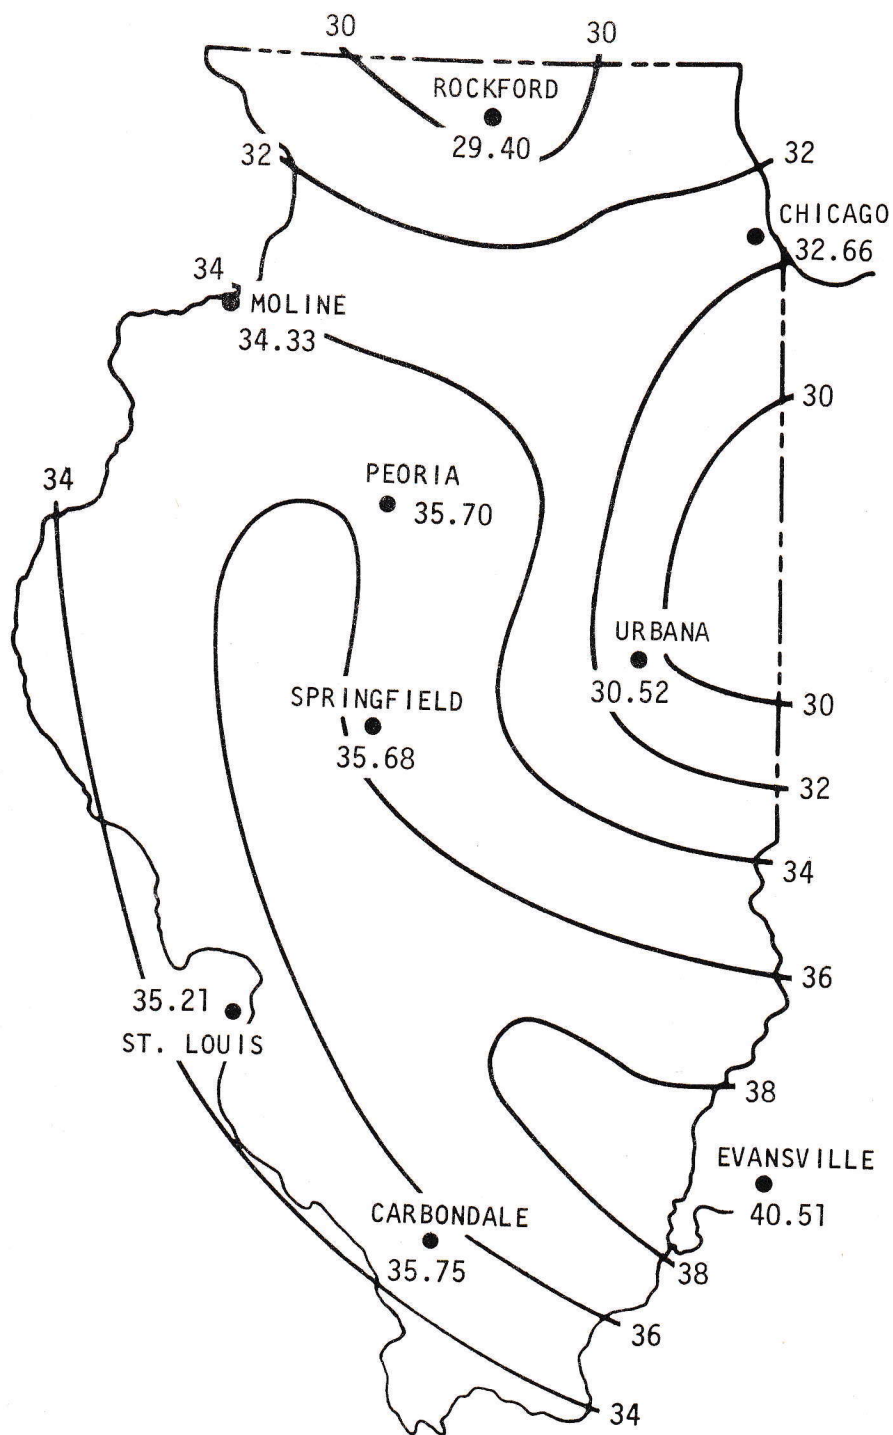 30
30
ROCKFORD
29.40
32
32
CHICAGO
32.66
34
MOLINE
34.33
30
34
PEORIA
35.70
URBANA
30.52
SPRINGFIELD
35.68
30
32
34
36
35.21
ST. LOUIS
38
EVANSVILLE
40.51
CARBONDALE
35.75
38
36
34